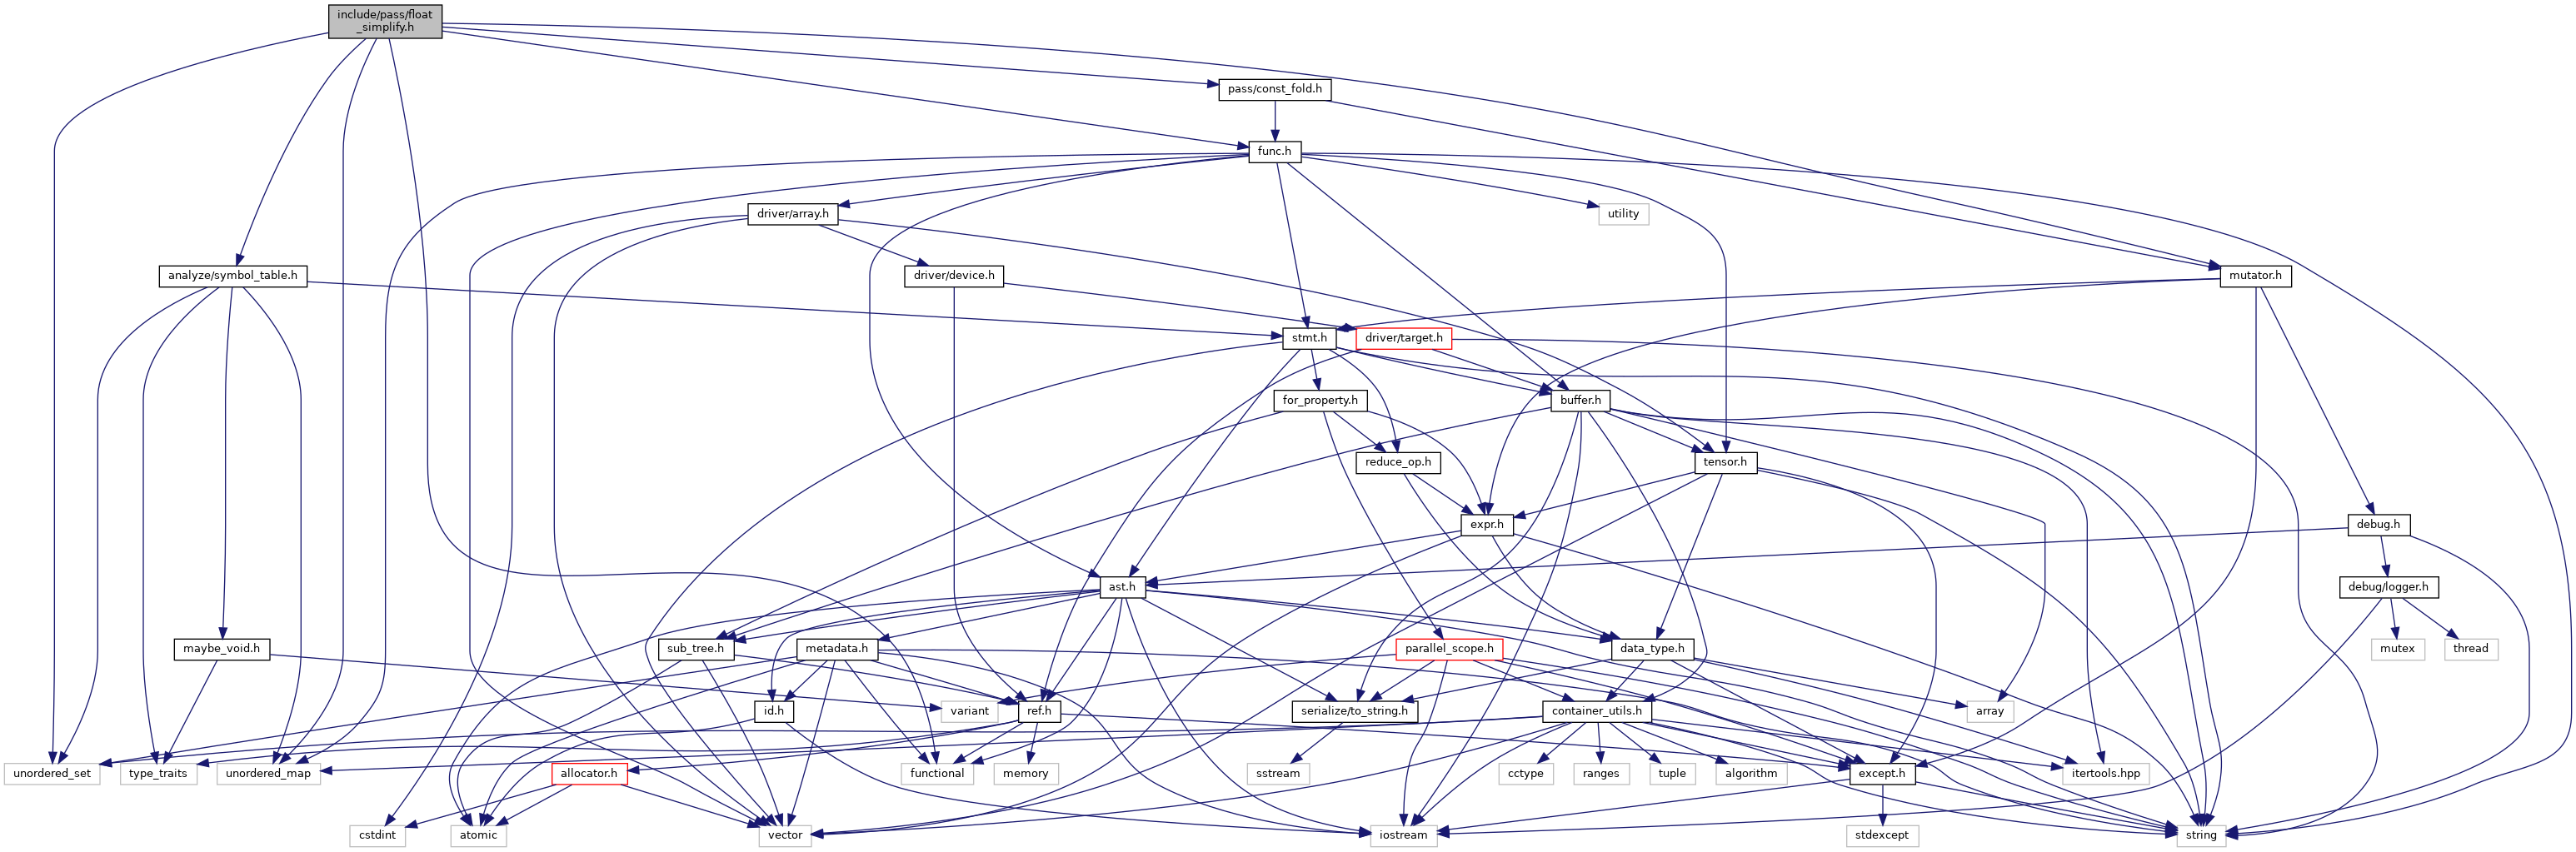 include/pass/float
_simplify.h
pass/const_fold.h
func.h
driver/array.h
utility
analyze/symbol_table.h
driver/device.h
mutator.h
stmt.h
driver/target.h
for_property.h
buffer.h
reduce_op.h
tensor.h
expr.h
debug.h
ast.h
debug/logger.h
maybe_void.h
sub_tree.h
metadata.h
parallel_scope.h
data_type.h
mutex
thread
id.h
variant
ref.h
serialize/to_string.h
container_utils.h
array
unordered_set
type_traits
unordered_map
allocator.h
functional
memory
sstream
cctype
ranges
tuple
algorithm
except.h
itertools.hpp
cstdint
atomic
vector
iostream
stdexcept
string